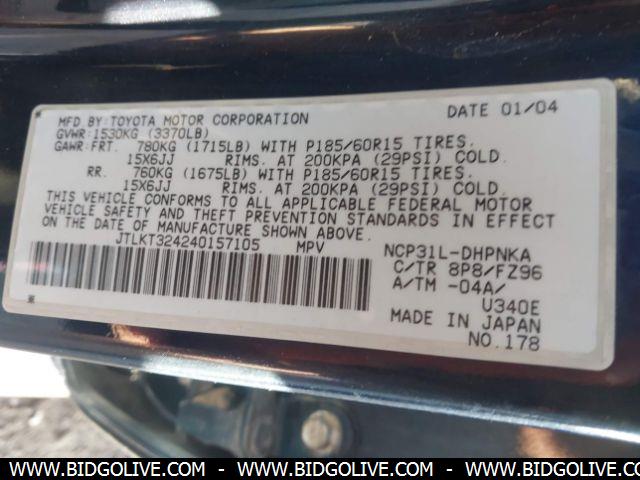 MFD BY: TOYOTA MOTOR CORPORATION DATE 01/04
GVWR: 1530KG (3370LB)
GAWR: FRT. 780KG (1715LB) WITH P185/60R15 TIRES.
15X6JJ RIMS. AT 200KPA (29PSI) COLD.
RR. 760KG (1675LB) WITH P185/60R15 TIRES.
15X6JJ RIMS. AT 200KPA (29PSI) COLD.
THIS VEHICLE CONFORMS TO ALL APPLICABLE FEDERAL MOTOR
VEHICLE SAFETY AND THEFT PREVENTION STANDARDS IN EFFECT
ON THE DATE OF MANUFACTURE SHOWN ABOVE.
JTLKT324240157105 MPV NCP31L-DHPNKA
C/TR 8P8/FZ96
A/TM -04A/
U340E
MADE IN JAPAN
NO.178
WWW.BIDGOLIVE.COM - WWW.BIDGOLIVE.COM - WWW.BIDGOLIVE.COM